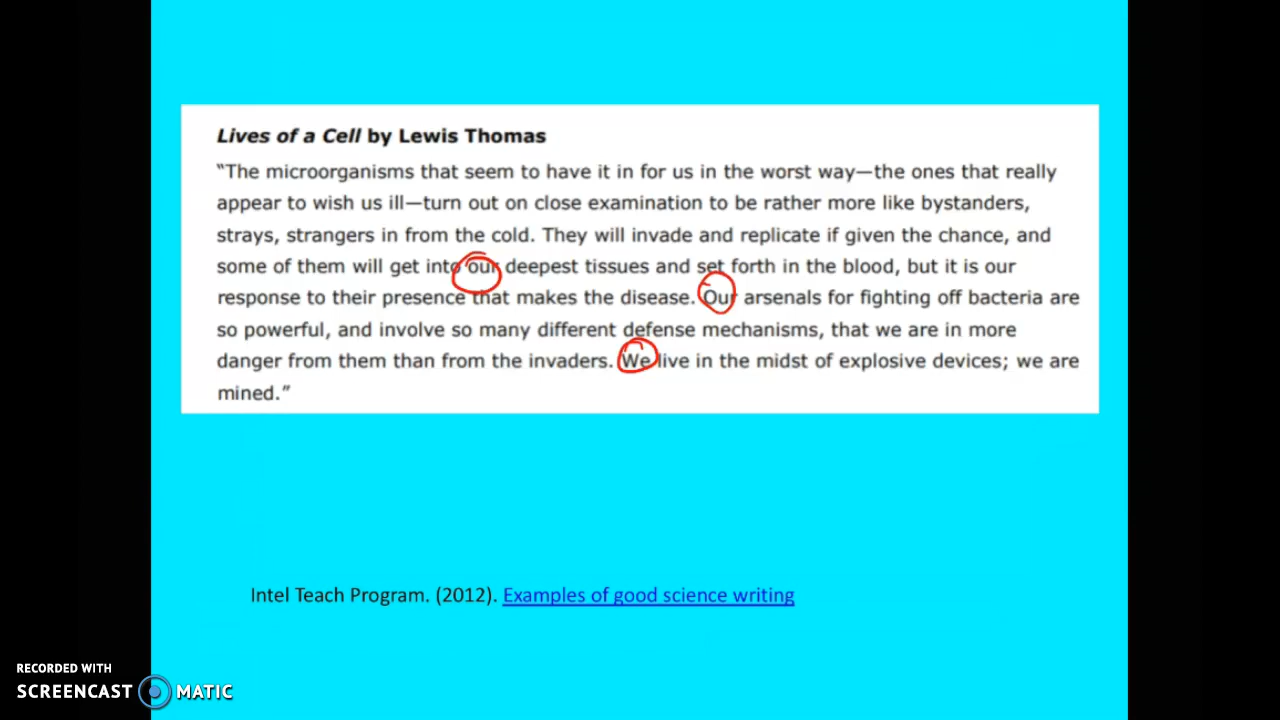 Lives of a Cell by Lewis Thomas
“The microorganisms that seem to have it in for us in the worst way—the ones that really
appear to wish us ill—turn out on close examination to be rather more like bystanders,
strays, strangers in from the cold. They will invade and replicate if given the chance, and
some of them will get into our deepest tissues and set forth in the blood, but it is our
response to their presence that makes the disease. Our arsenals for fighting off bacteria are
so powerful, and involve so many different defense mechanisms, that we are in more
danger from them than from the invaders. We live in the midst of explosive devices; we are
mined.”
Intel Teach Program. (2012). Examples of good science writing
RECORDED WITH
SCREENCAST MATIC